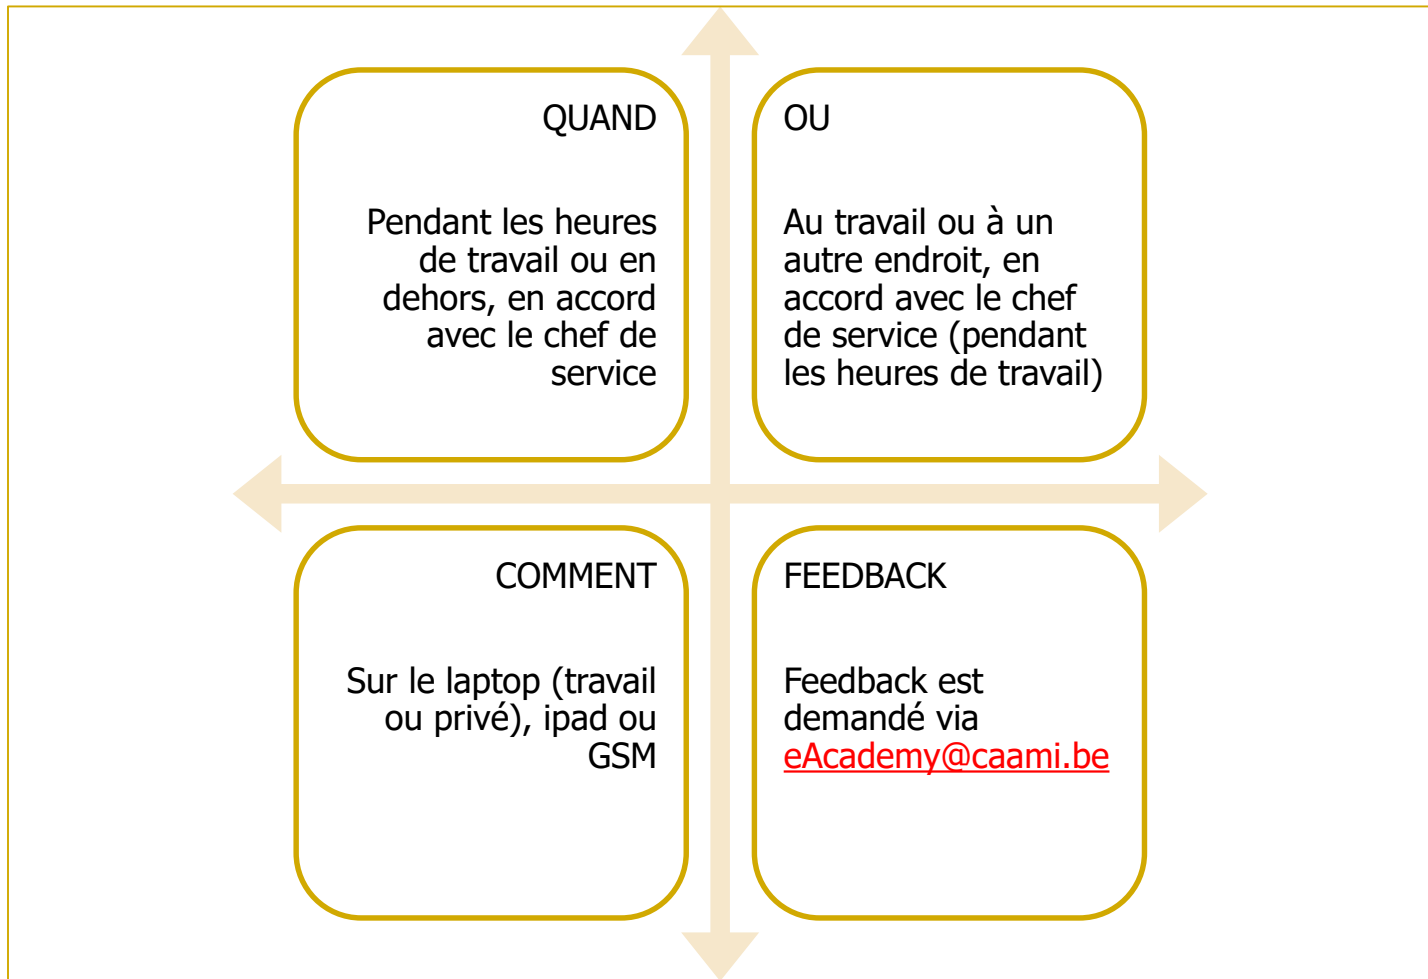 QUAND
Pendant les heures
de travail ou en
dehors, en accord
avec le chef de
service
OU
Au travail ou à un
autre endroit, en
accord avec le chef
de service (pendant
les heures de travail)
COMMENT
Sur le laptop (travail
ou privé), ipad ou
GSM
FEEDBACK
Feedback est
demandé via
eAcademy@caami.be